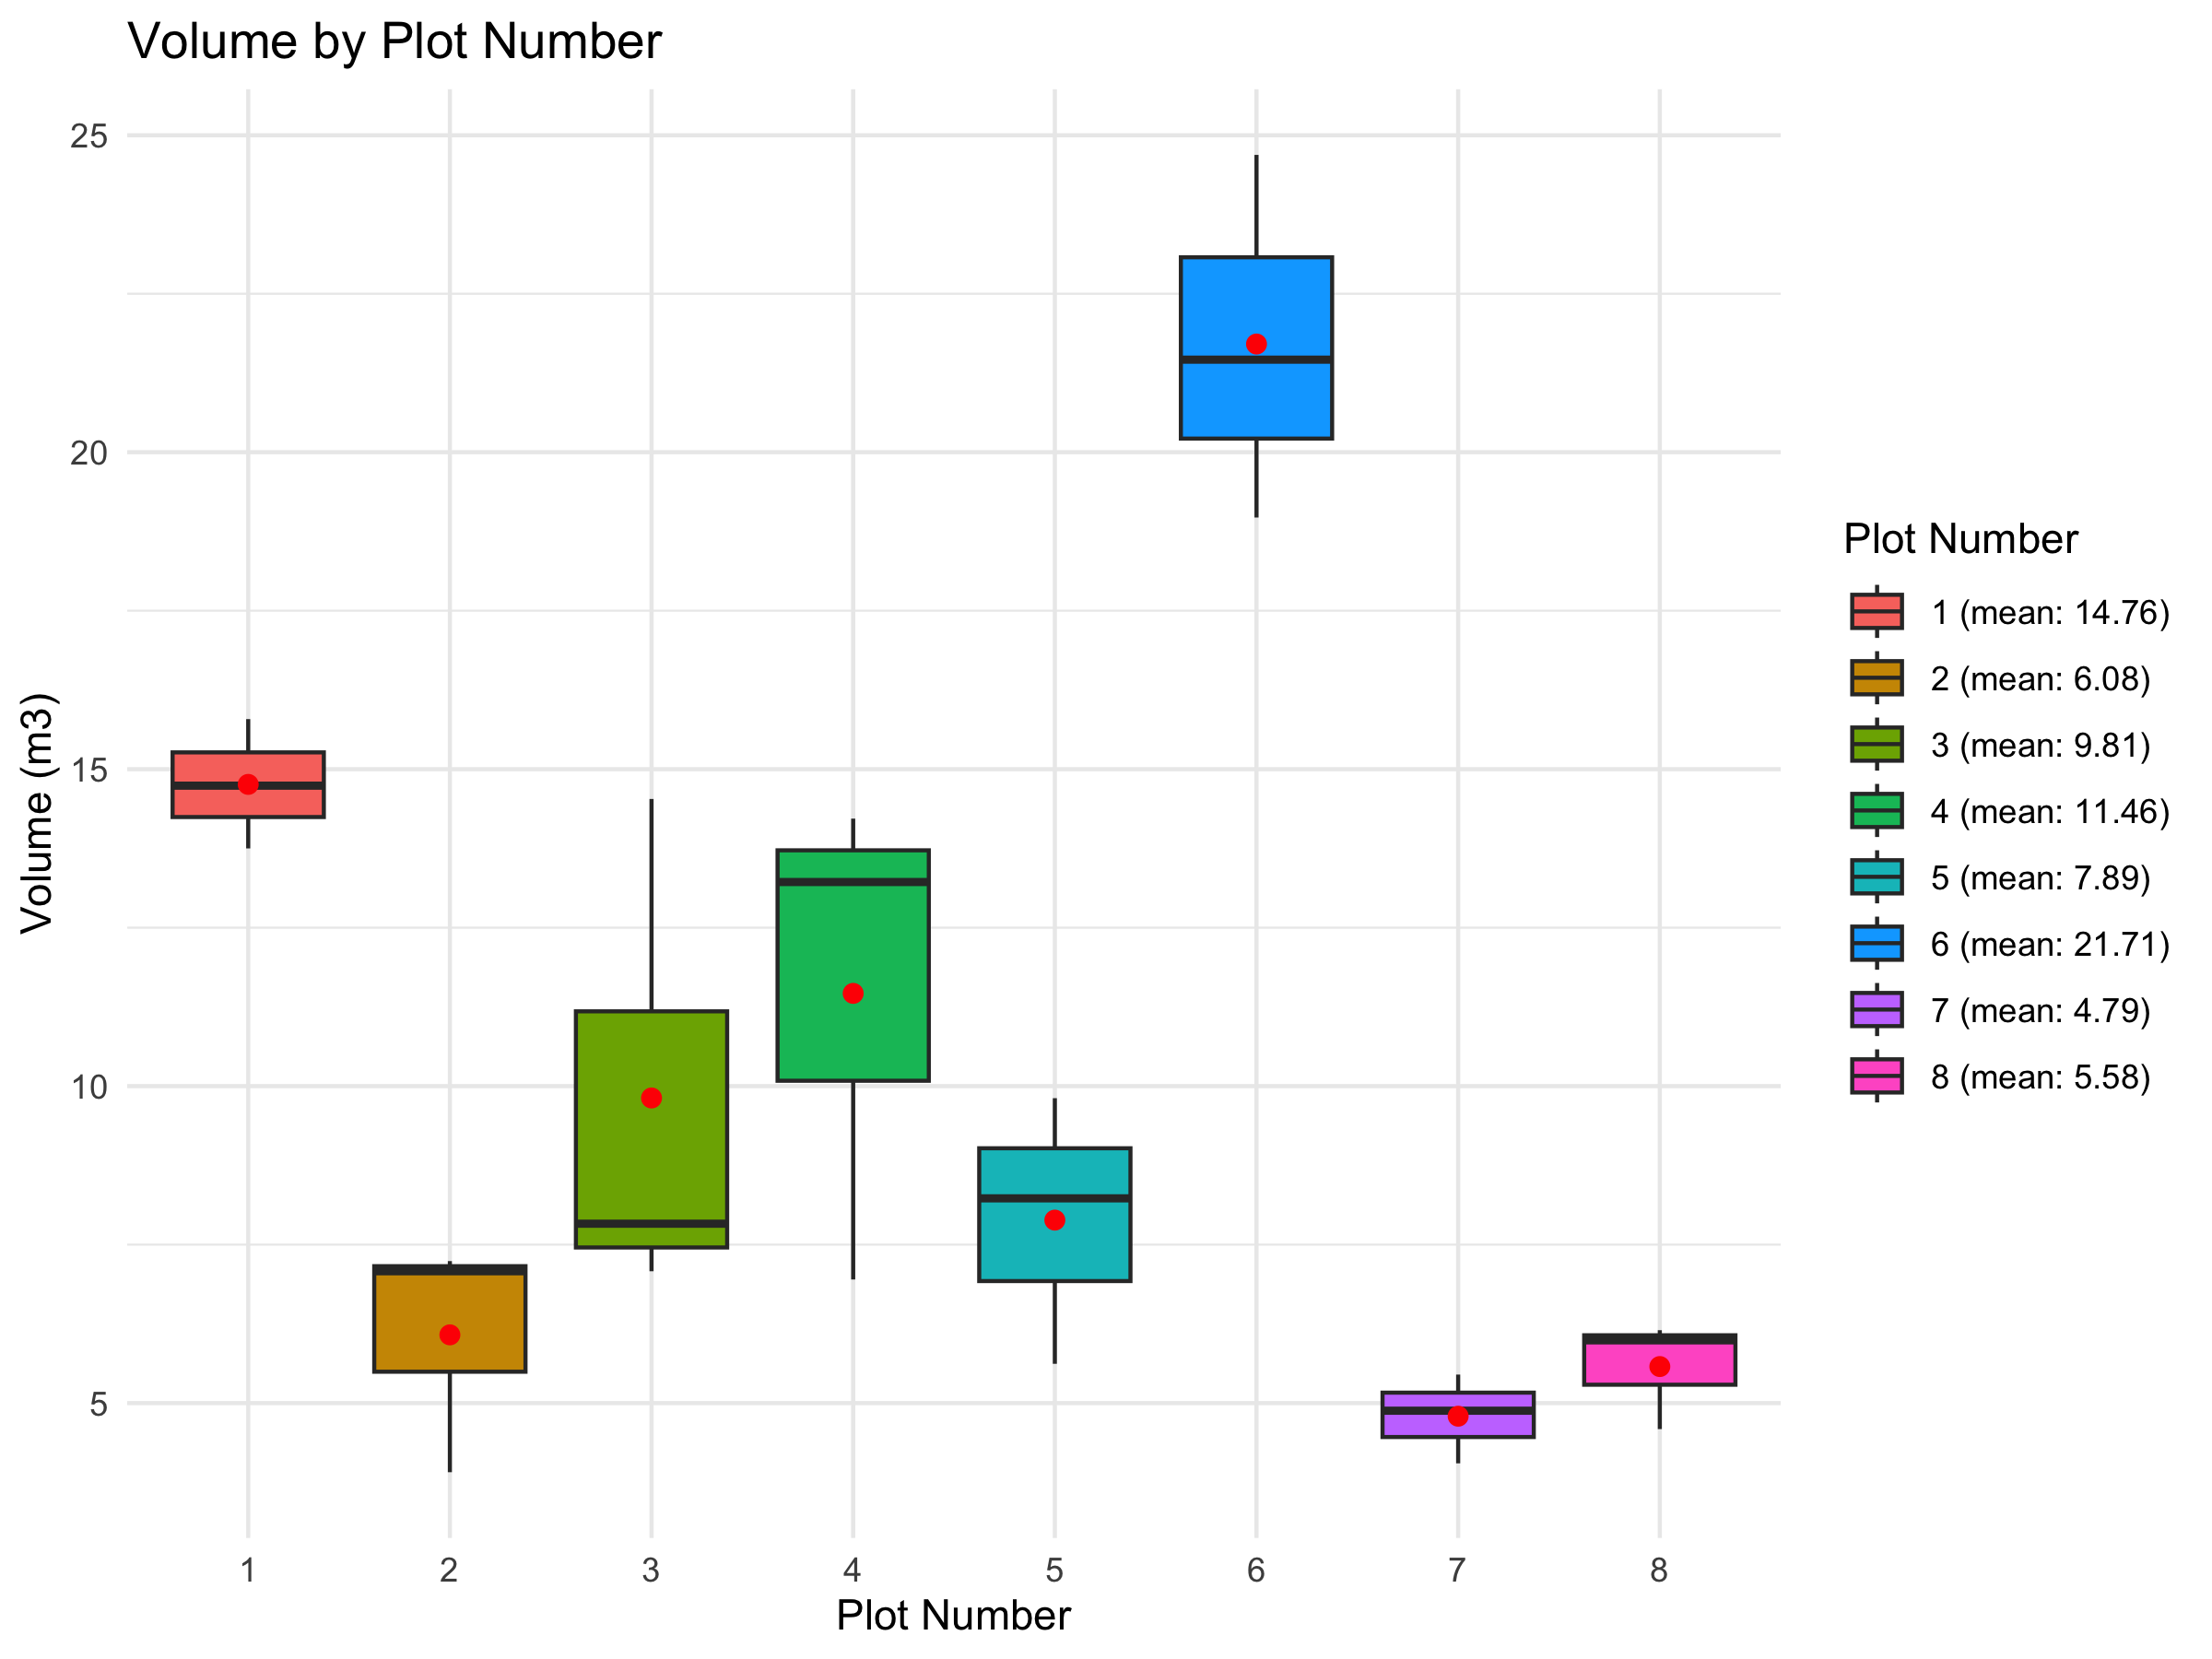 Volume by Plot Number
Volume (m3)
25
20
15
10
5
1 2 3 4 5 6 7 8
Plot Number
Plot Number
1 (mean: 14.76)
2 (mean: 6.08)
3 (mean: 9.81)
4 (mean: 11.46)
5 (mean: 7.89)
6 (mean: 21.71)
7 (mean: 4.79)
8 (mean: 5.58)